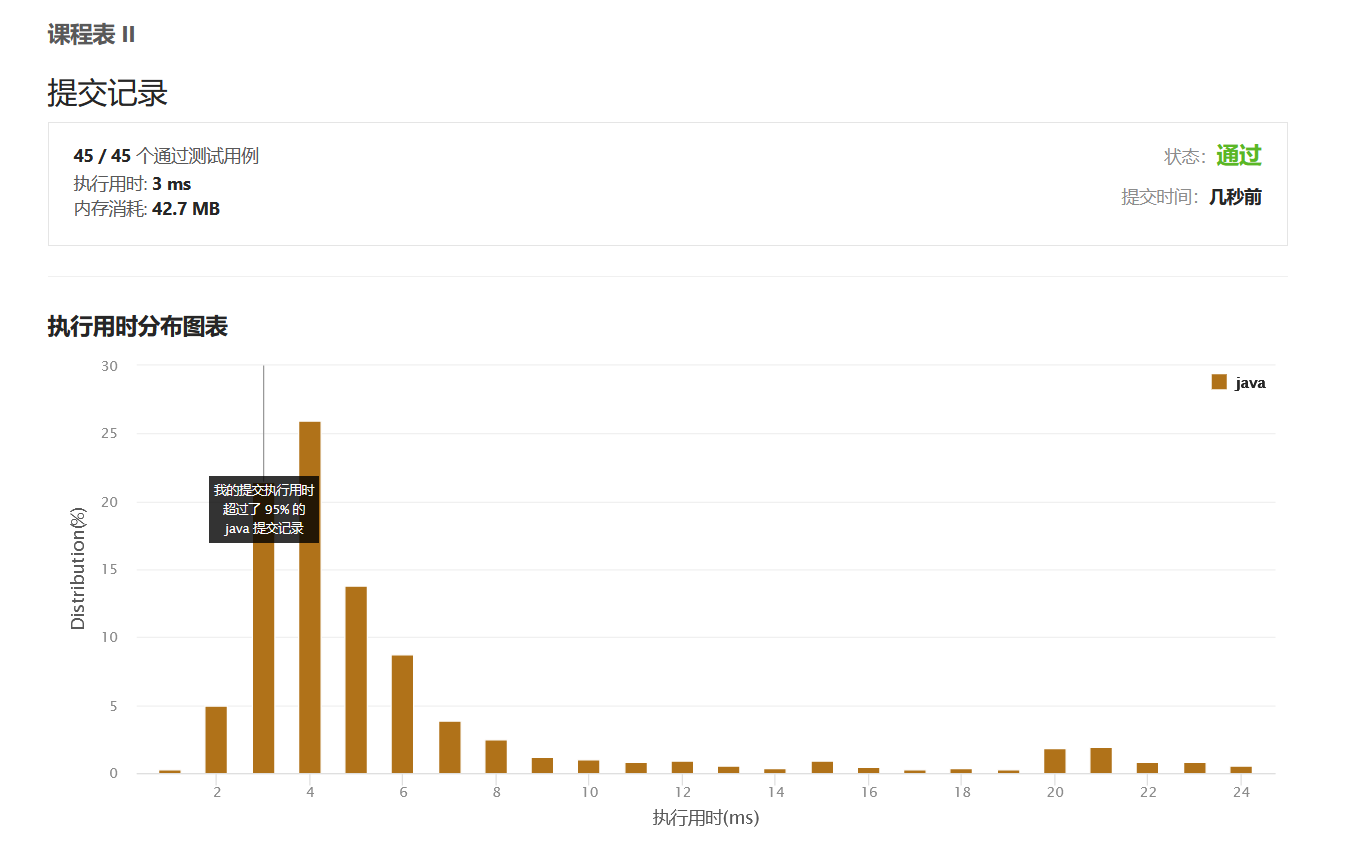 课程表 II
提交记录
45 / 45 个通过测试用例
状态：通过
执行用时: 3 ms
提交时间：几秒前
内存消耗: 42.7 MB
执行用时分布图表
java
30
25
20
15
10
5
0
Distribution(%)
我的提交执行用时
超过了 95% 的
java 提交记录
2 4 6 8 10 12 14 16 18 20 22 24
执行用时(ms)